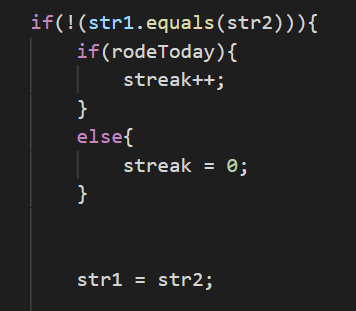 if(!(str1.equals(str2))){
if(rodeToday){
streak++;
}
else{
streak = 0;
}
str1 = str2;